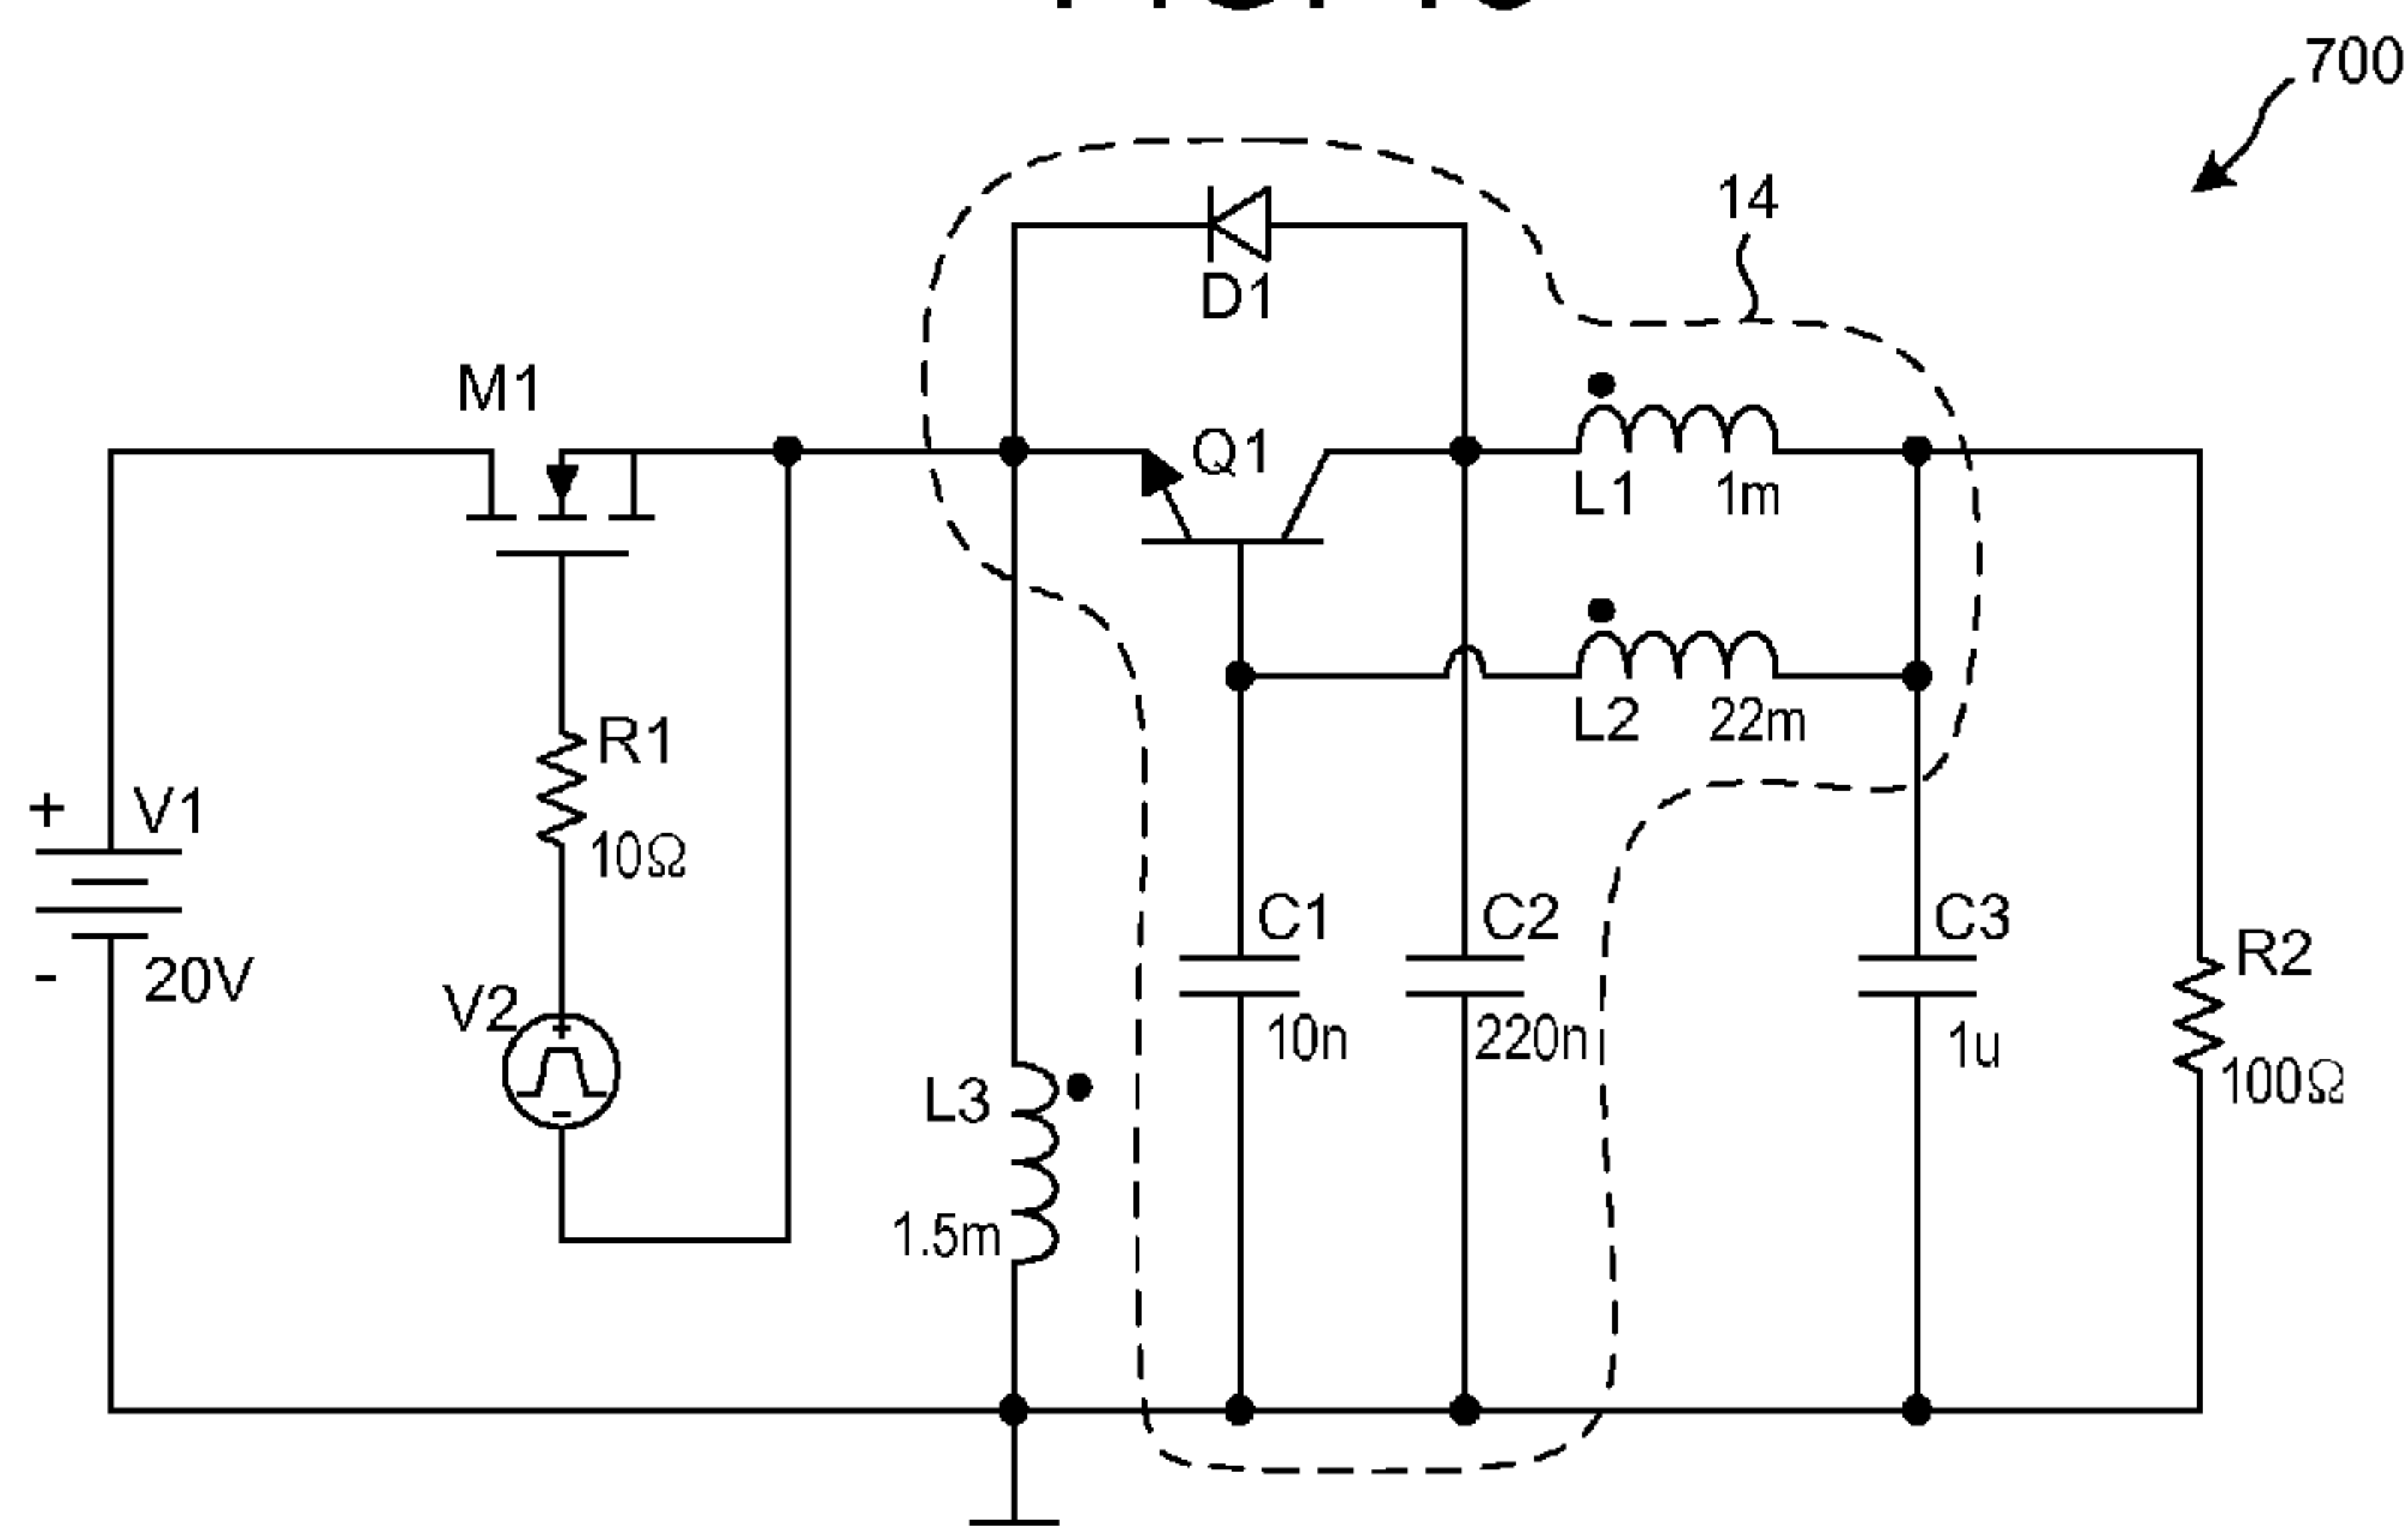 700
14
D1
M1
Q1
L1 1m
L2 22m
R1
10Ω
+ V1
- 20V
V2
+
-
C1
10n
C2
220n
C3
1u
R2
100Ω
L3
1.5m